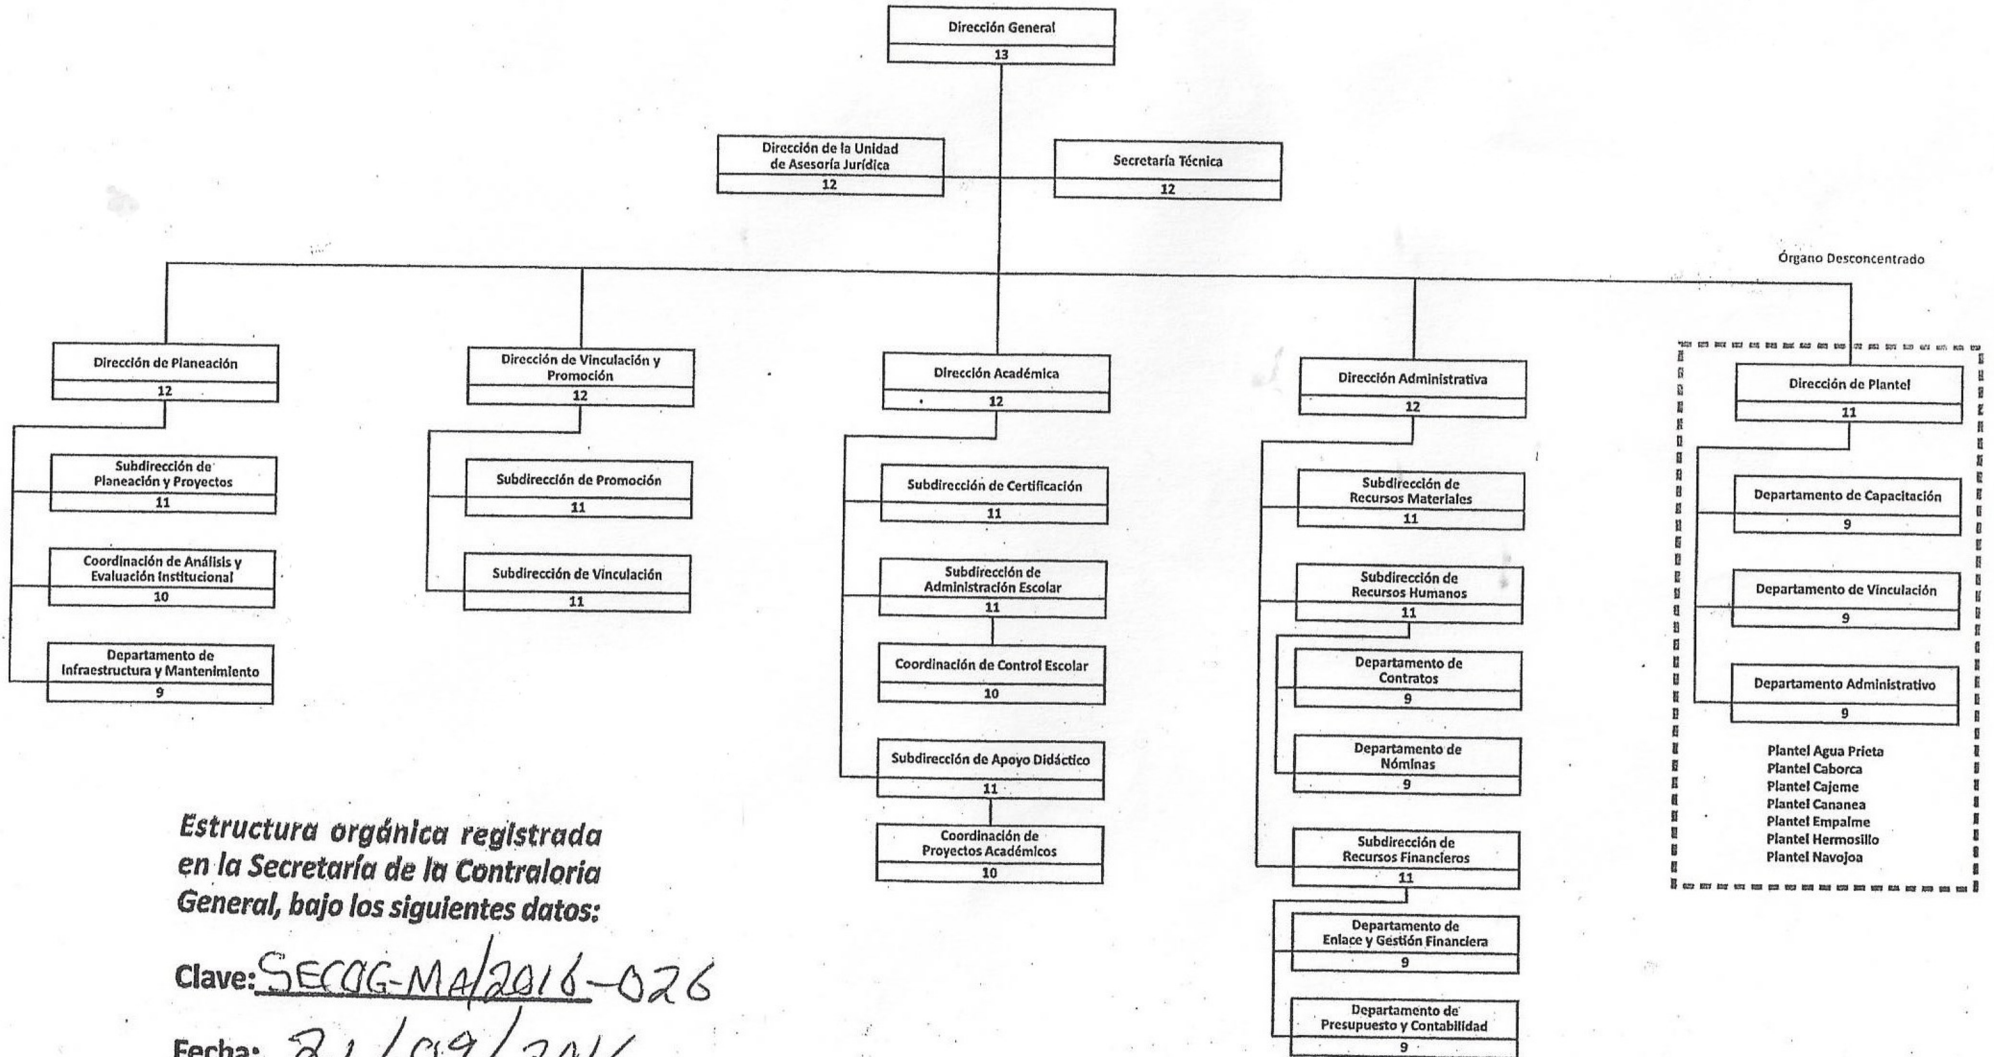 Dirección General
13
Dirección de la Unidad
de Asesoría Jurídica
12
Secretaría Técnica
12
Órgano Desconcentrado
Dirección de Planeación
12
Subdirección de
Planeación y Proyectos
11
Coordinación de Análisis y
Evaluación Institucional
10
Departamento de
Infraestructura y Mantenimiento
9
Dirección de Vinculación y
Promoción
12
Subdirección de Promoción
11
Subdirección de Vinculación
11
Dirección Académica
12
Subdirección de Certificación
11
Subdirección de
Administración Escolar
11
Coordinación de Control Escolar
10
Subdirección de Apoyo Didáctico
11
Coordinación de
Proyectos Académicos
10
Dirección Administrativa
12
Subdirección de
Recursos Materiales
11
Subdirección de
Recursos Humanos
11
Departamento de
Contratos
9
Departamento de
Nóminas
9
Subdirección de
Recursos Financieros
11
Departamento de
Enlace y Gestión Financiera
9
Departamento de
Presupuesto y Contabilidad
9
Dirección de Plantel
11
Departamento de Capacitación
9
Departamento de Vinculación
9
Departamento Administrativo
9
Plantel Agua Prieta
Plantel Caborca
Plantel Cajeme
Plantel Cananea
Plantel Empalme
Plantel Hermosillo
Plantel Navojoa
Estructura orgánica registrada
en la Secretaría de la Contraloria
General, bajo los siguientes datos:
Clave: SECOG-MA/2016-026
Fecha: 21/09/2016